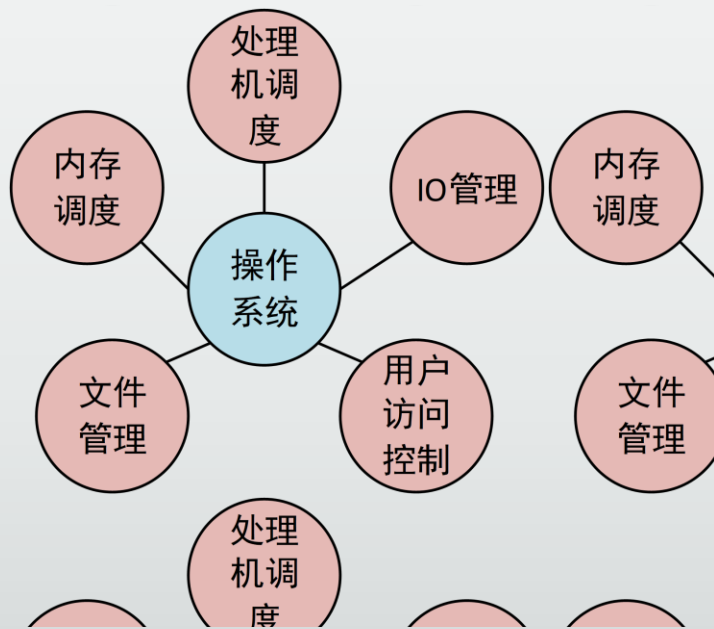 处理
机调
度
内存
调度
IO管理
内存
调度
操作
系统
文件
管理
用户
访问
控制
文件
管理
处理
机调
度